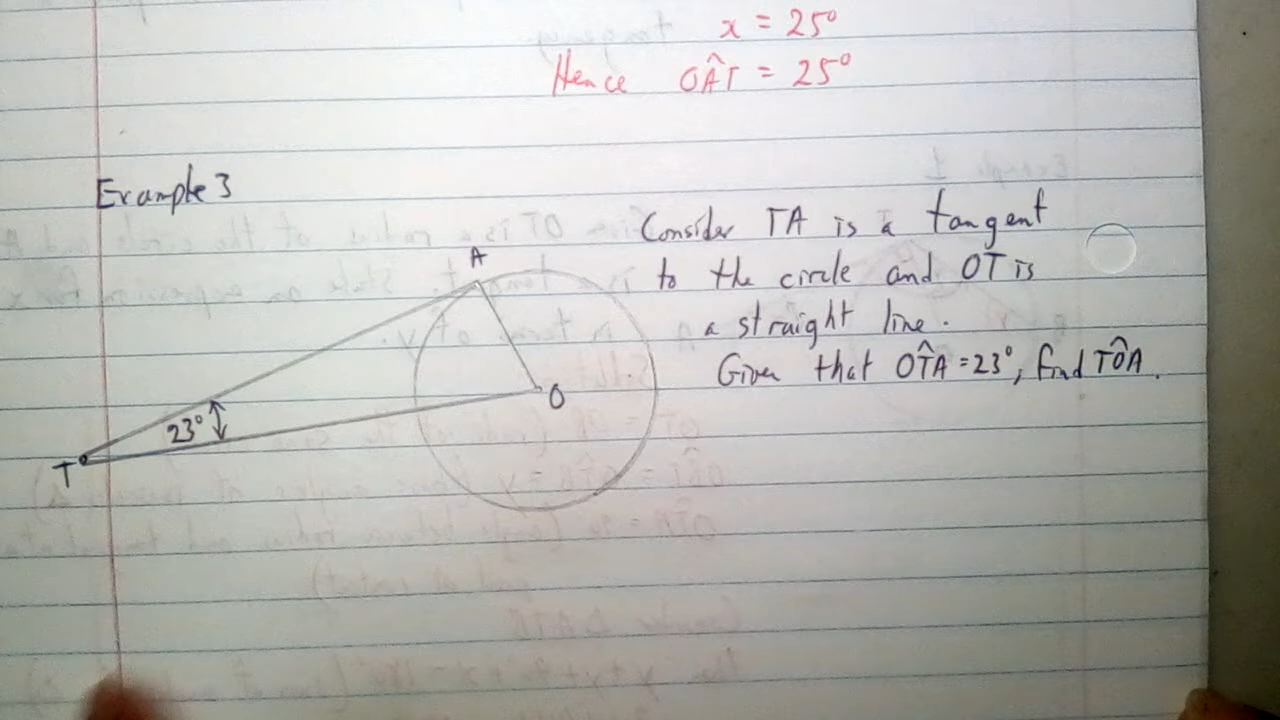 x = 25°
Hence OÂT = 25°
Example 3
Consider TA is a tangent
to the circle and OT is
a straight line.
Given that OT̂A = 23°, find TÔA.
A
23°
O
T